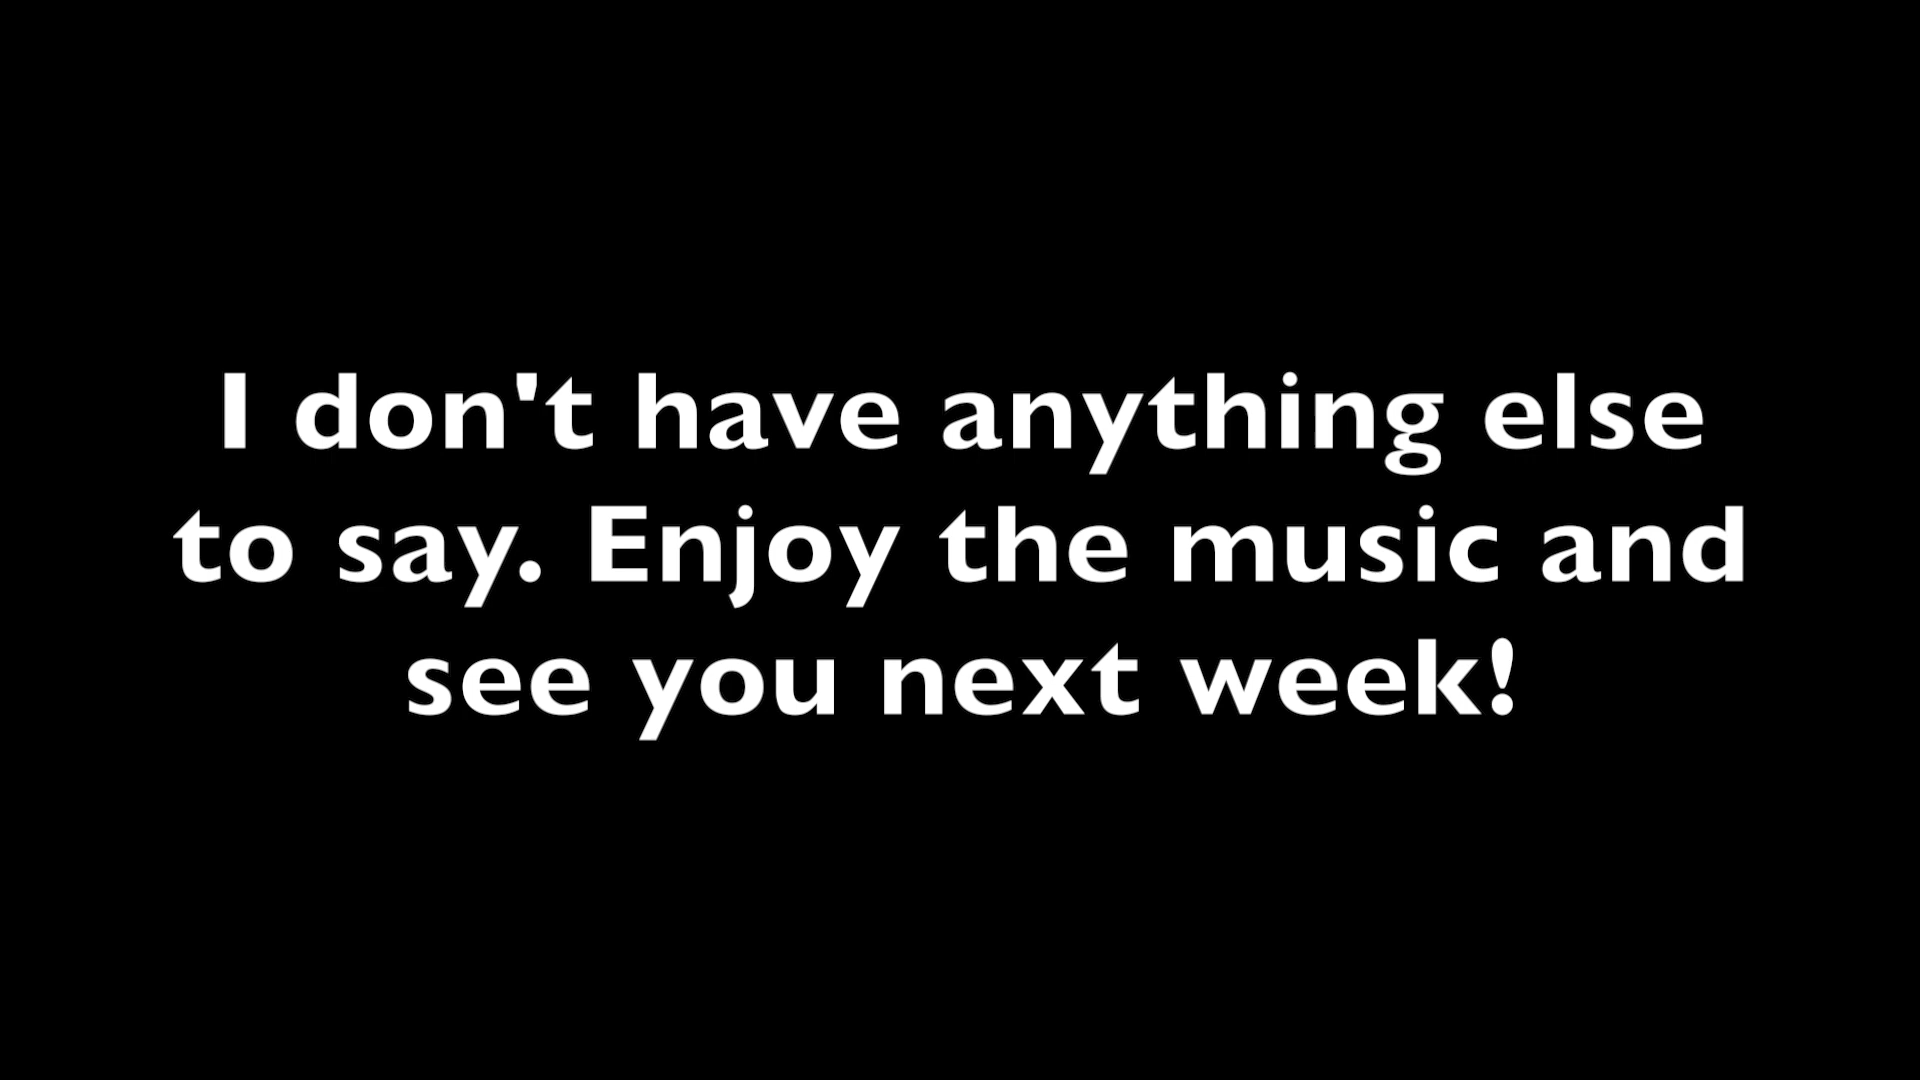 I don't have anything else
to say. Enjoy the music and
see you next week!